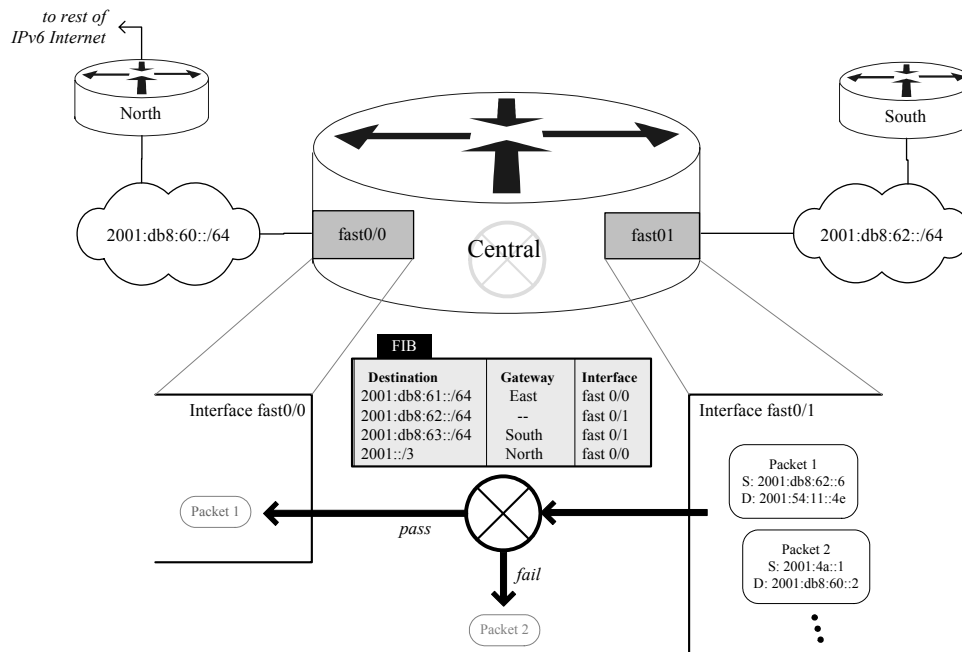 to rest of
IPv6 Internet
North
South
2001:db8:60::/64
fast0/0
Central
fast01
2001:db8:62::/64
FIB
Destination Gateway Interface
2001:db8:61::/64 East fast 0/0
2001:db8:62::/64 -- fast 0/1
2001:db8:63::/64 South fast 0/1
2001::/3 North fast 0/0
Interface fast0/0
Interface fast0/1
Packet 1
S: 2001:db8:62::6
D: 2001:54:11::4e
Packet 1
pass
Packet 2
S: 2001:4a::1
D: 2001:db8:60::2
fail
Packet 2